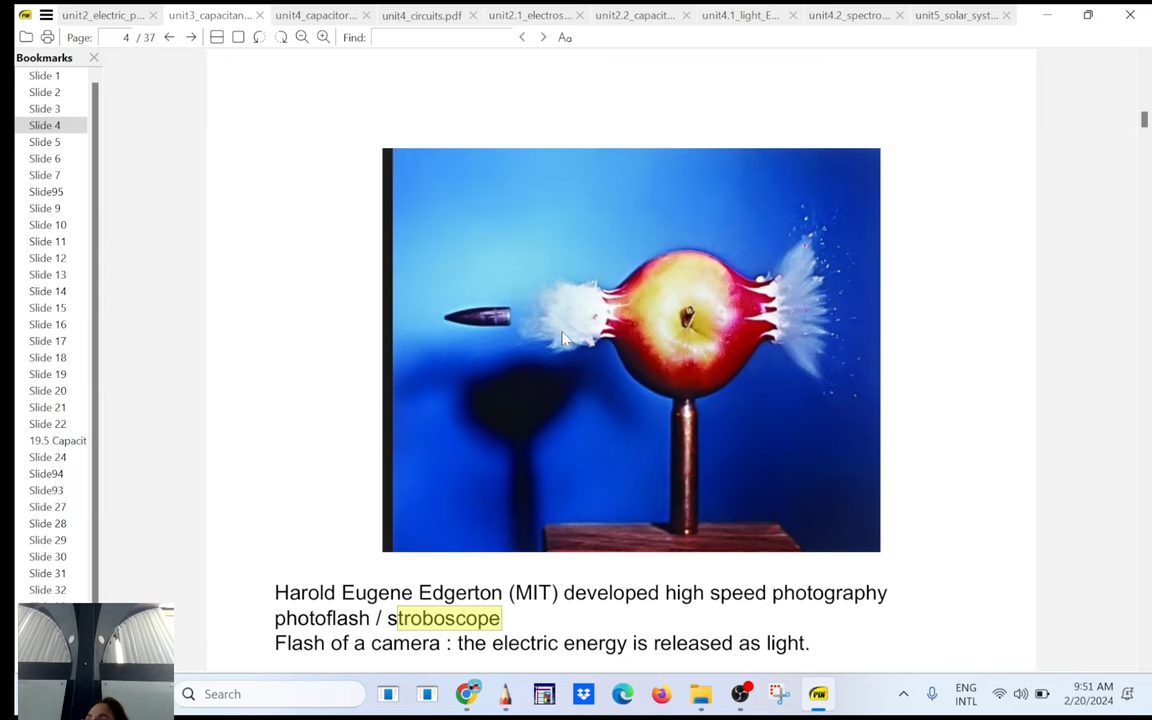 unit2_electric_p...
unit3_capacitan...
unit4_capacitor...
unit4_circuits.pdf
unit2.1_electros...
unit2.2_capacit...
unit4.1_light_E...
unit4.2_spectro...
unit5_solar_syst...
Page: 4 / 37
Find:
Aa
Bookmarks
Slide 1
Slide 2
Slide 3
Slide 4
Slide 5
Slide 6
Slide 7
Slide95
Slide 9
Slide 10
Slide 11
Slide 12
Slide 13
Slide 14
Slide 15
Slide 16
Slide 17
Slide 18
Slide 19
Slide 20
Slide 21
Slide 22
19.5 Capacit
Slide 24
Slide94
Slide93
Slide 27
Slide 28
Slide 29
Slide 30
Slide 31
Slide 32
Harold Eugene Edgerton (MIT) developed high speed photography
photoflash / stroboscope
Flash of a camera : the electric energy is released as light.
Search
PDF
ENG
INTL
9:51 AM
2/20/2024